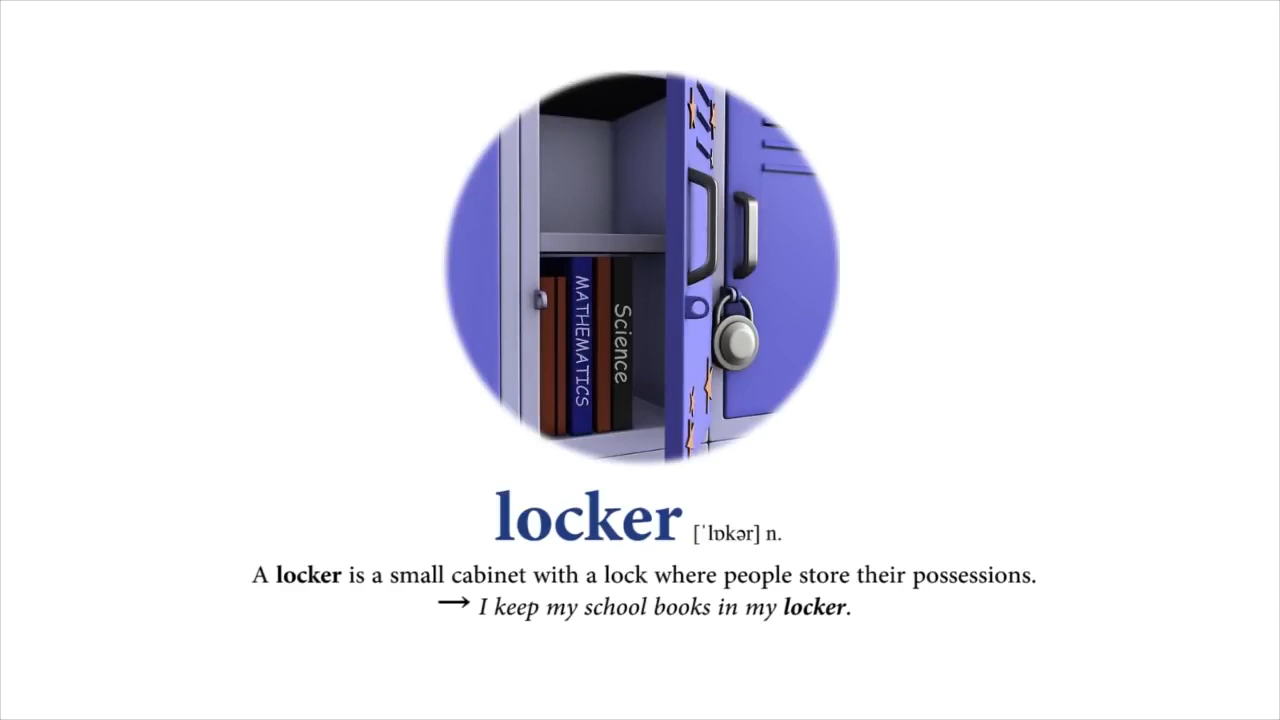 MATHEMATICS
Science
locker [ˈlɒkər] n.
A locker is a small cabinet with a lock where people store their possessions.
→ I keep my school books in my locker.